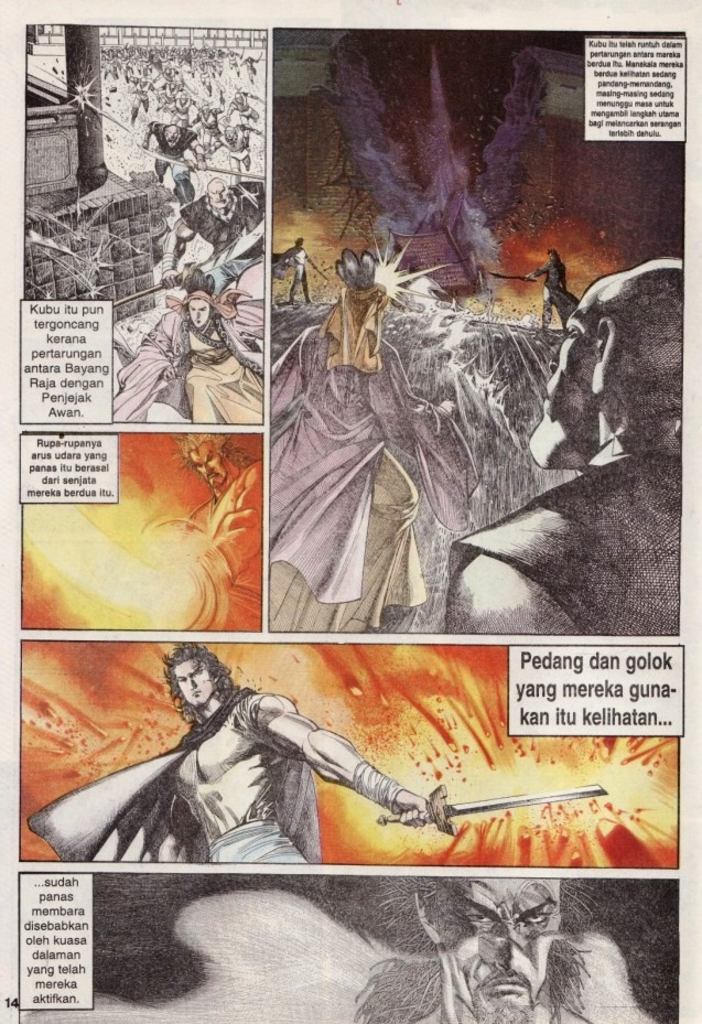 Kubu itu pun
tergoncang
kerana
pertarungan
antara Bayang
Raja dengan
Penjejak
Awan.
Kubu itu telah runtuh dalam
pertarungan antara mereka
berdua itu. Manakala mereka
berdua kelihatan sedang
pandang-memandang,
masing-masing sedang
menunggu masa untuk
mengambil langkah untuk
bagi melancarkan serangan
terlebih dahulu.
Rupa-rupanya
arus udara yang
panas itu berasal
dari senjata
mereka berdua itu.
Pedang dan golok
yang mereka guna-
kan itu kelihatan...
...sudah
panas
membara
disebabkan
oleh kuasa
dalaman
yang telah
mereka
aktifkan.
14